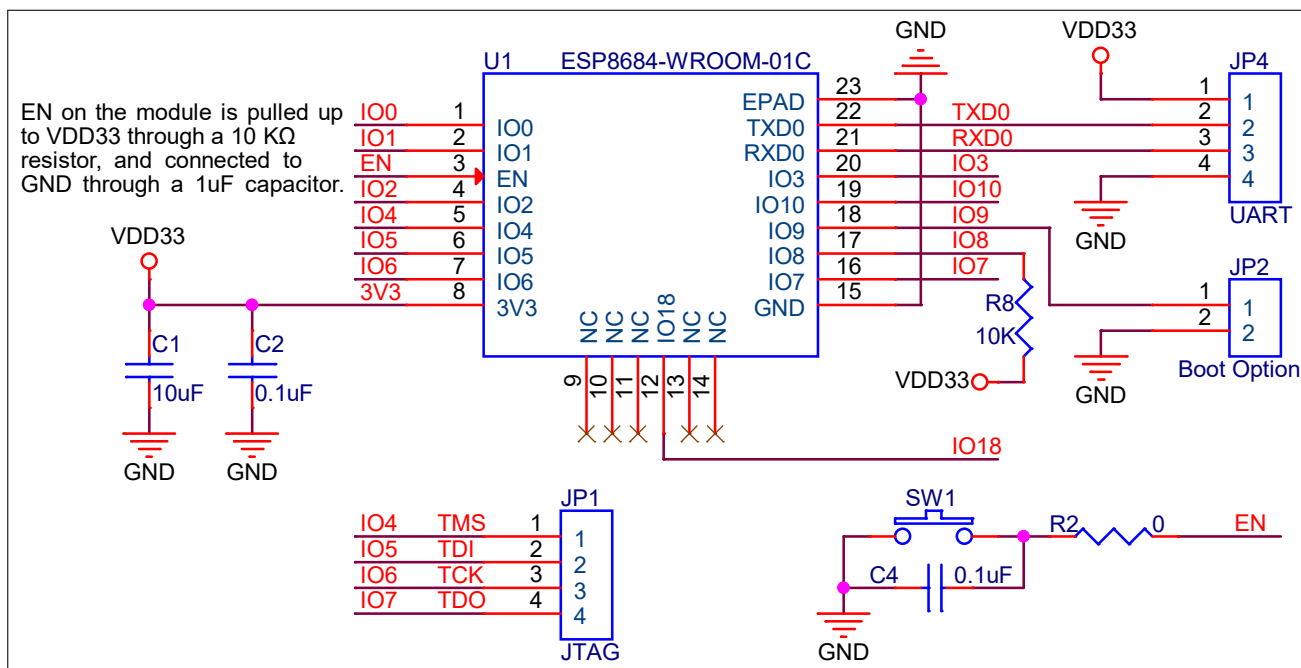 GND
VDD33
U1 ESP8684-WROOM-01C
JP4
EN on the module is pulled up
to VDD33 through a 10 KΩ
resistor, and connected to
GND through a 1uF capacitor.
IO0 1 IO0
IO1 2 IO1
EN 3 EN
IO2 4 IO2
IO4 5 IO4
IO5 6 IO5
IO6 7 IO6
3V3 8 3V3
EPAD 23
TXD0 22 TXD0 2 2
RXD0 21 RXD0 3 3
IO3 20 IO3
IO10 19 IO10
IO9 18 IO9
IO8 17 IO8
IO7 16 IO7
GND 15
1 1
4 4
UART
GND
VDD33
C1
10uF
GND
C2
0.1uF
GND
NC NC NC IO18 NC NC
9 10 11 12 13 14
IO18
R8
10K
VDD33
JP2
1 1
2 2
GND
Boot Option
JP1
IO4 TMS 1 1
IO5 TDI 2 2
IO6 TCK 3 3
IO7 TDO 4 4
JTAG
SW1
R2 0 EN
C4 0.1uF
GND